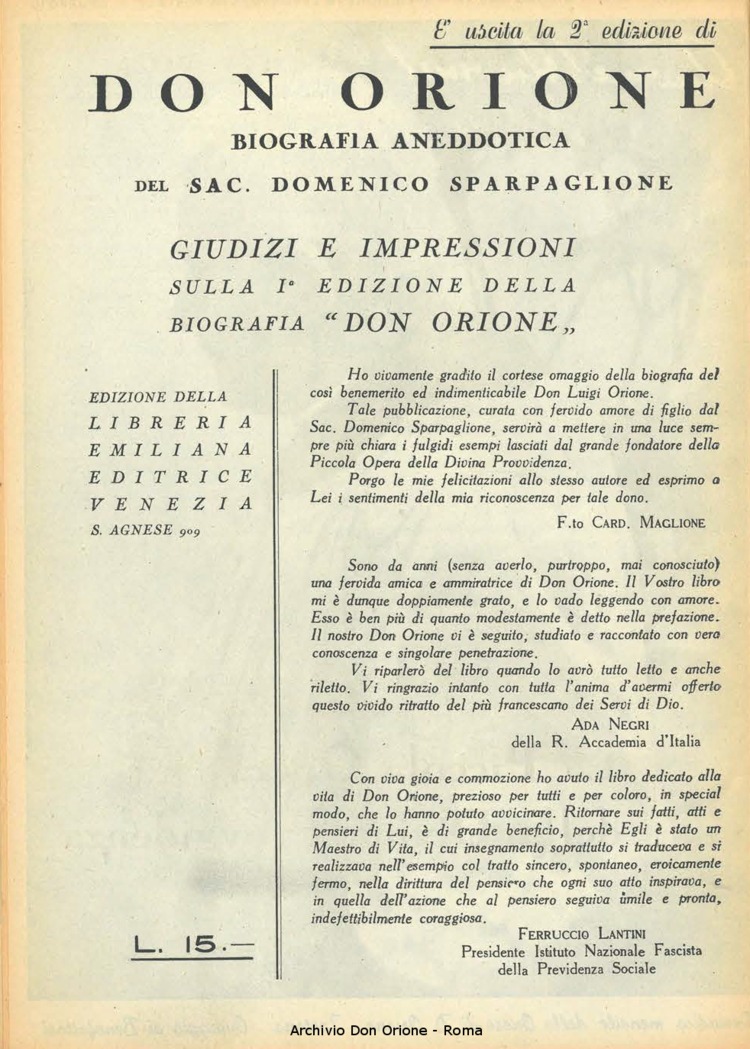 E' uscita la 2ª edizione di
DON ORIONE
BIOGRAFIA ANEDDOTICA
DEL SAC. DOMENICO SPARPAGLIONE
GIUDIZI E IMPRESSIONI
SULLA Iª EDIZIONE DELLA
BIOGRAFIA “DON ORIONE„
EDIZIONE DELLA
LIBRERIA
EMILIANA
EDITRICE
VENEZIA
S. AGNESE 909
L. 15.—
Ho vivamente gradito il cortese omaggio della biografia del
così benemerito ed indimenticabile Don Luigi Orione.
Tale pubblicazione, curata con fervido amore di figlio dal
Sac. Domenico Sparpaglione, servirà a mettere in una luce sem-
pre più chiara i fulgidi esempi lasciati dal grande fondatore della
Piccola Opera della Divina Provvidenza.
Porgo le mie felicitazioni allo stesso autore ed esprimo a
Lei i sentimenti della mia riconoscenza per tale dono.
F.to CARD. MAGLIONE
Sono da anni (senza averlo, purtroppo, mai conosciuto)
una fervida amica e ammiratrice di Don Orione. Il Vostro libro
mi è dunque doppiamente grato, e lo vado leggendo con amore.
Esso è ben più di quanto modestamente è detto nella prefazione.
Il nostro Don Orione vi è seguito, studiato e raccontato con vera
conoscenza e singolare penetrazione.
Vi riparlerò del libro quando lo avrò tutto letto e anche
riletto. Vi ringrazio intanto con tutta l'anima d'avermi offerto
questo vivido ritratto del più francescano dei Servi di Dio.
ADA NEGRI
della R. Accademia d'Italia
Con viva gioia e commozione ho avuto il libro dedicato alla
vita di Don Orione, prezioso per tutti e per coloro, in special
modo, che lo hanno potuto avvicinare. Ritornare sui fatti, atti e
pensieri di Lui, è di grande beneficio, perchè Egli è stato un
Maestro di Vita, il cui insegnamento soprattutto si traduceva e si
realizzava nell'esempio col tratto sincero, spontaneo, eroicamente
fermo, nella dirittura del pensiero che ogni suo atto inspirava, e
in quella dell'azione che al pensiero seguiva ùmile e pronta,
indefettibilmente coraggiosa.
FERRUCCIO LANTINI
Presidente Istituto Nazionale Fascista
della Previdenza Sociale
Archivio Don Orione - Roma